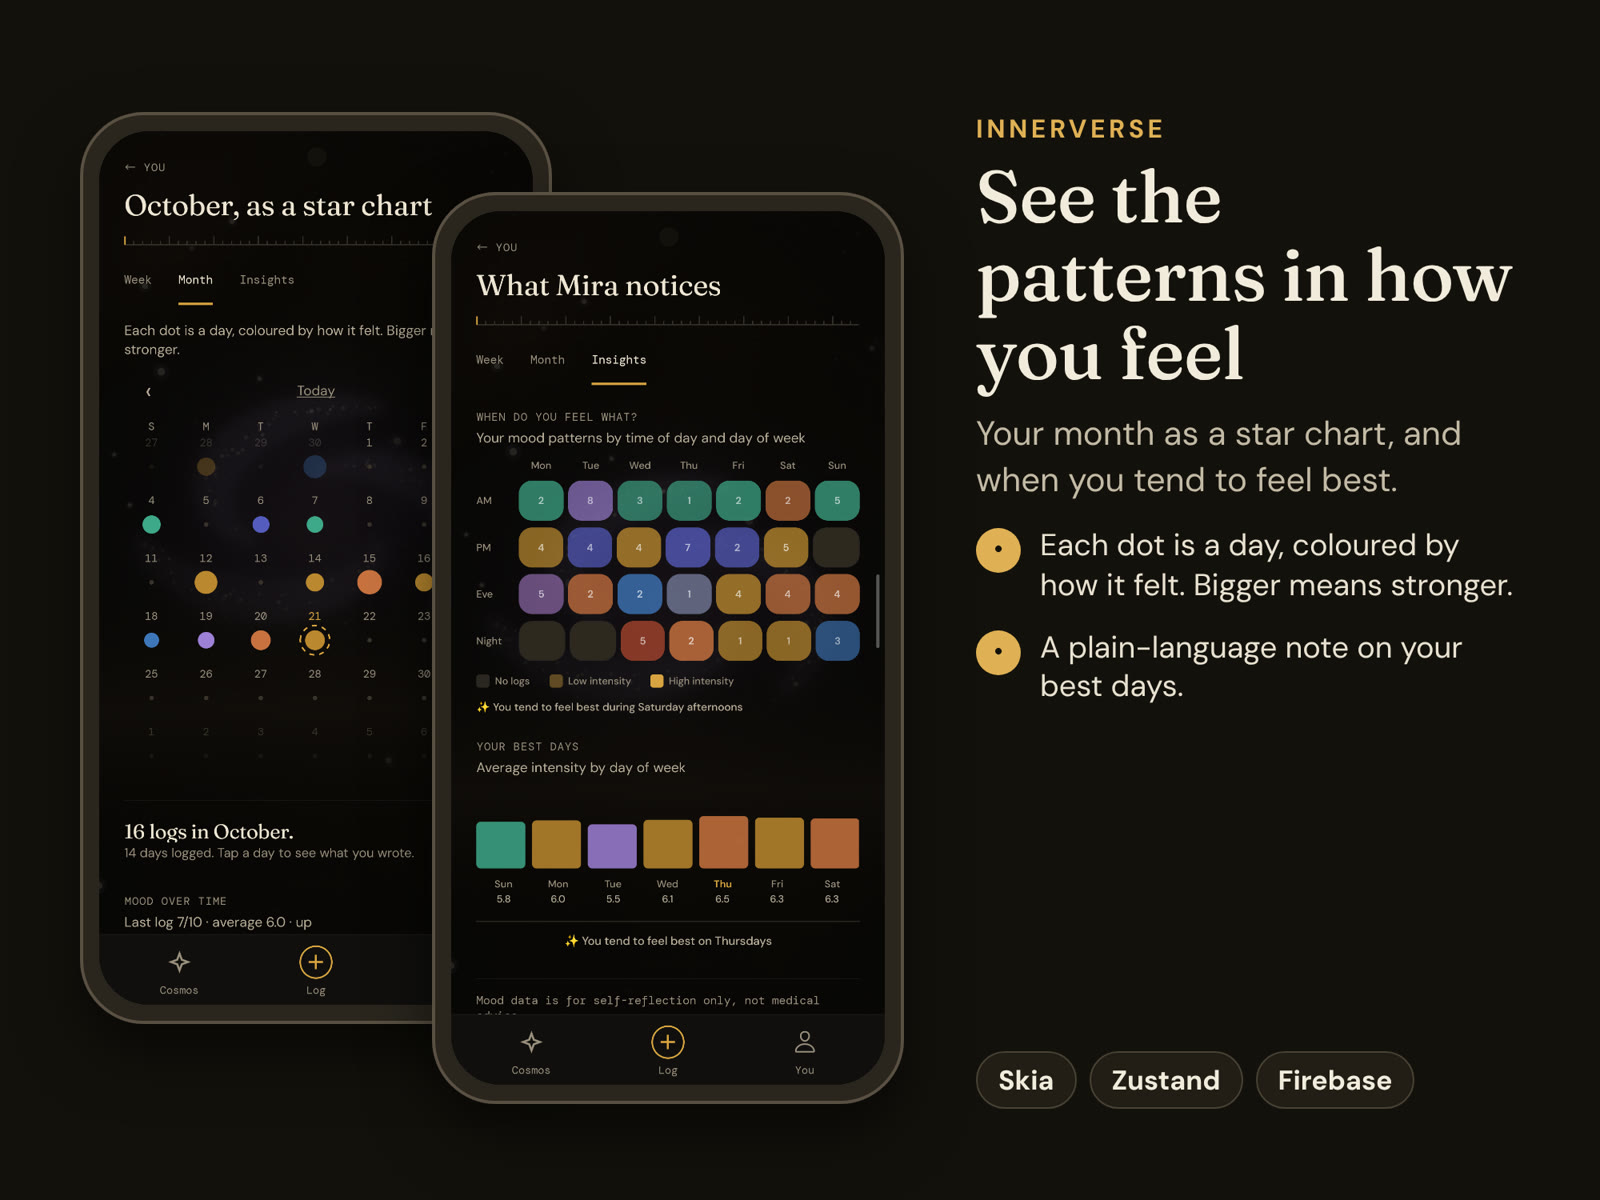 ← YOU
October, as a star chart
Week Month Insights
Each dot is a day, coloured by how it felt. Bigger
stronger.
‹ Today
S M T W T F
27 28 29 30 1 2
4 5 6 7 8 9
11 12 13 14 15 16
18 19 20 21 22 23
25 26 27 28 29 30
1 2 3 4 5 6
16 logs in October.
14 days logged. Tap a day to see what you wrote.
MOOD OVER TIME
Last log 7/10 · average 6.0 · up
Cosmos Log
← YOU
What Mira notices
Week Month Insights
WHEN DO YOU FEEL WHAT?
Your mood patterns by time of day and day of week
Mon Tue Wed Thu Fri Sat Sun
AM 2 8 3 1 2 2 5
PM 4 4 4 7 2 5
Eve 5 2 2 1 4 4 4
Night 5 2 1 1 3
No logs Low intensity High intensity
✨ You tend to feel best during Saturday afternoons
YOUR BEST DAYS
Average intensity by day of week
Sun Mon Tue Wed Thu Fri Sat
5.8 6.0 5.5 6.1 6.5 6.3 6.3
✨ You tend to feel best on Thursdays
Mood data is for self-reflection only, not medical
Cosmos Log You
INNERVERSE
See the
patterns in how
you feel
Your month as a star chart, and
when you tend to feel best.
Each dot is a day, coloured by
how it felt. Bigger means stronger.
A plain-language note on your
best days.
Skia Zustand Firebase